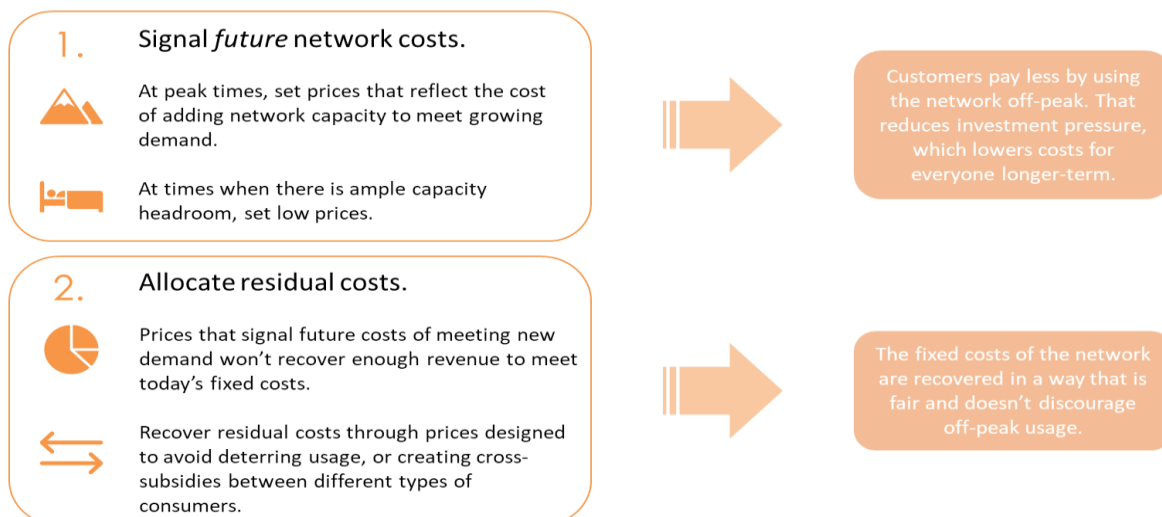 1.
Signal future network costs.
At peak times, set prices that reflect the cost
of adding network capacity to meet growing
demand.
At times when there is ample capacity
headroom, set low prices.
Customers pay less by using
the network off-peak. That
reduces investment pressure,
which lowers costs for
everyone longer-term.
2.
Allocate residual costs.
Prices that signal future costs of meeting new
demand won't recover enough revenue to meet
today's fixed costs.
Recover residual costs through prices designed
to avoid deterring usage, or creating cross-
subsidies between different types of
consumers.
The fixed costs of the network
are recovered in a way that is
fair and doesn't discourage
off-peak usage.